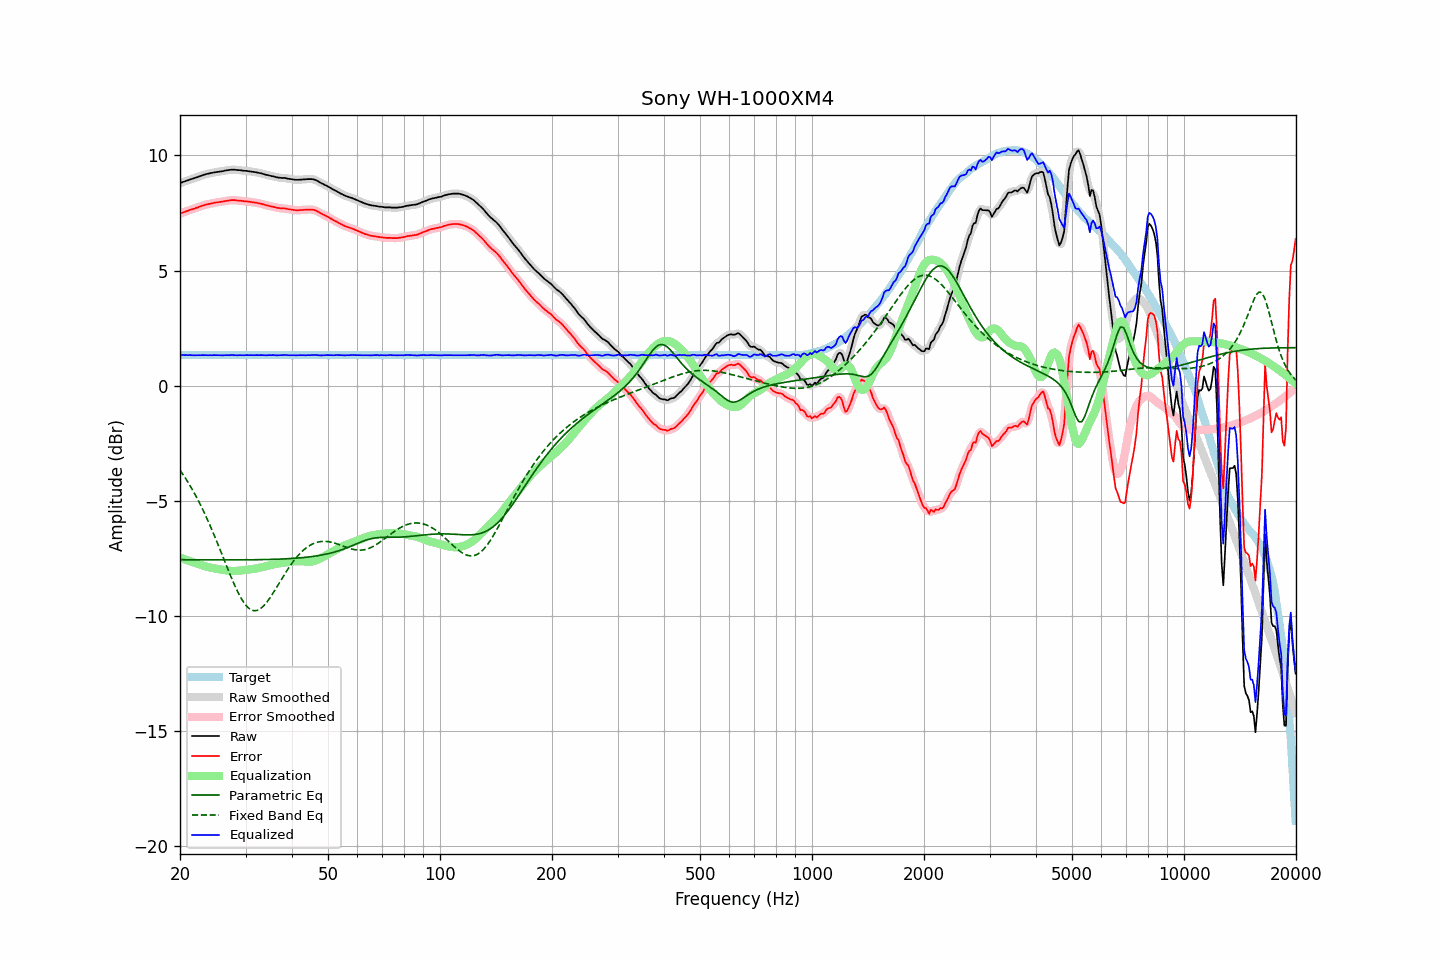 Sony WH-1000XM4
Amplitude (dBr)
10
5
0
−5
−10
−15
−20
Target
Raw Smoothed
Error Smoothed
Raw
Error
Equalization
Parametric Eq
Fixed Band Eq
Equalized
20 50 100 200 500 1000 2000 5000 10000 20000
Frequency (Hz)